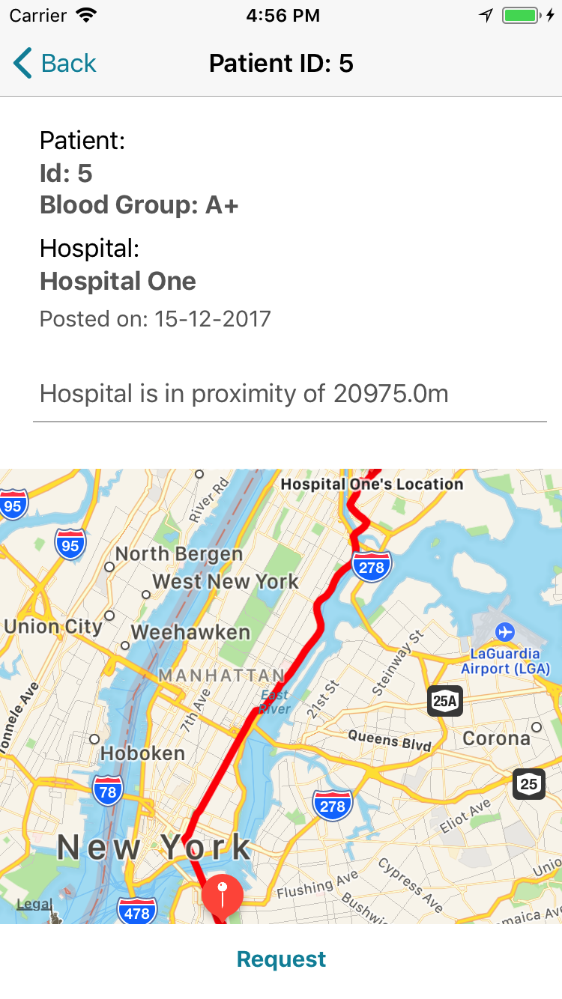 Carrier 4:56 PM
Back Patient ID: 5
Patient:
Id: 5
Blood Group: A+
Hospital:
Hospital One
Posted on: 15-12-2017
Hospital is in proximity of 20975.0m
River Rd
Hospital One's Location
95
95
North Bergen
278
West New York
Union City
Weehawken
LaGuardia
Airport (LGA)
MANHATTAN
Steinway St
East
River
21st St
7th Ave
25A
Tonnele Ave
Queens Blvd
Corona
Hoboken
78
25
278
Eliot Ave
New York
Cypress Ave
Flushing Ave
Unio
Bushwic
Legal
478
maica Ave
Request